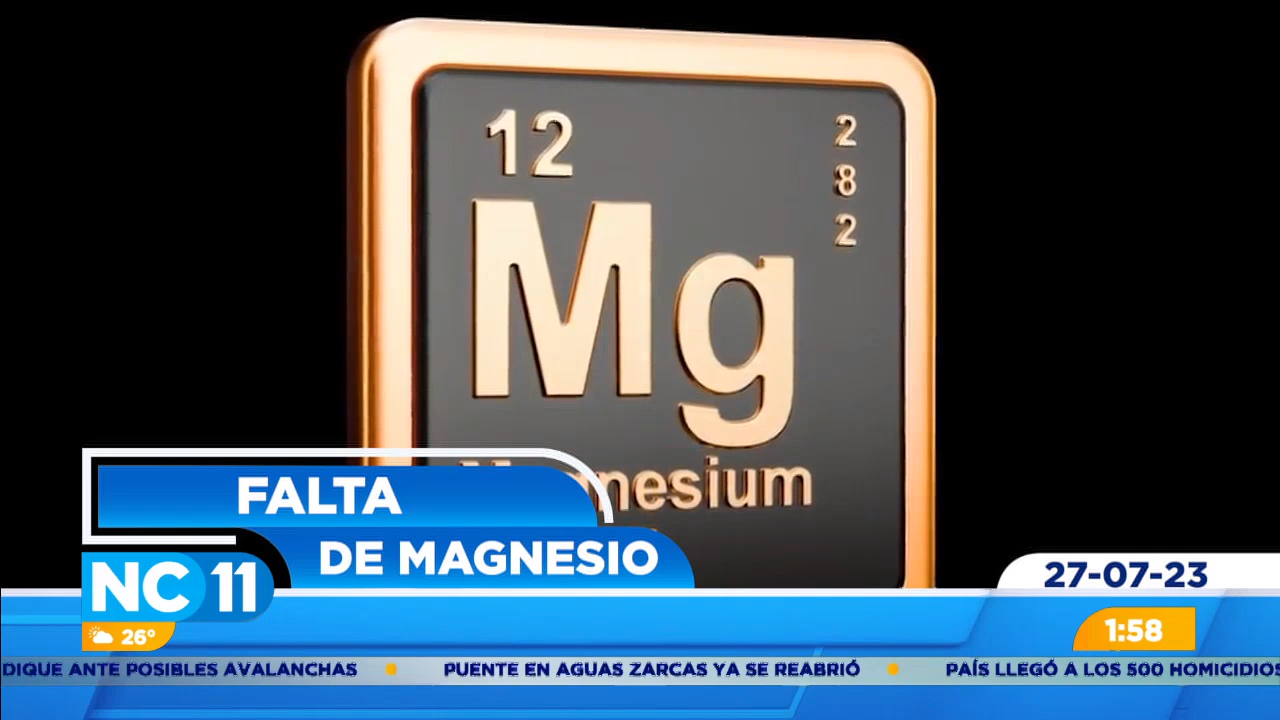 12
2
8
2
Mg
FALTA
DE MAGNESIO
NC 11
26°
27-07-23
1:58
DIQUE ANTE POSIBLES AVALANCHAS
PUENTE EN AGUAS ZARCAS YA SE REABRIÓ
PAÍS LLEGÓ A LOS 500 HOMICIDIOS